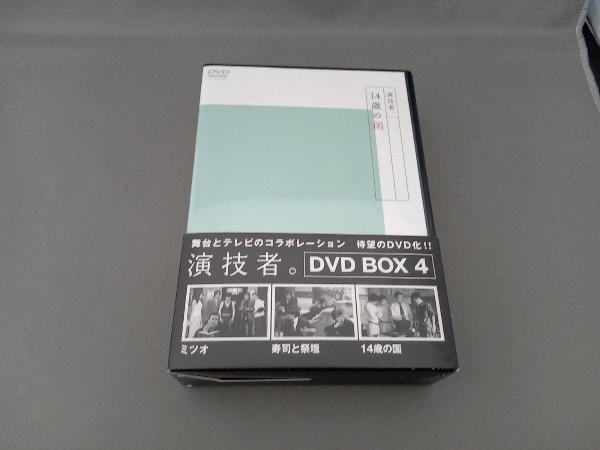 DVD
演技者
14歳の国
舞台とテレビのコラボレーション 待望のDVD化!!
演技者。 DVD BOX 4
ミツオ 寿司と祭壇 14歳の国